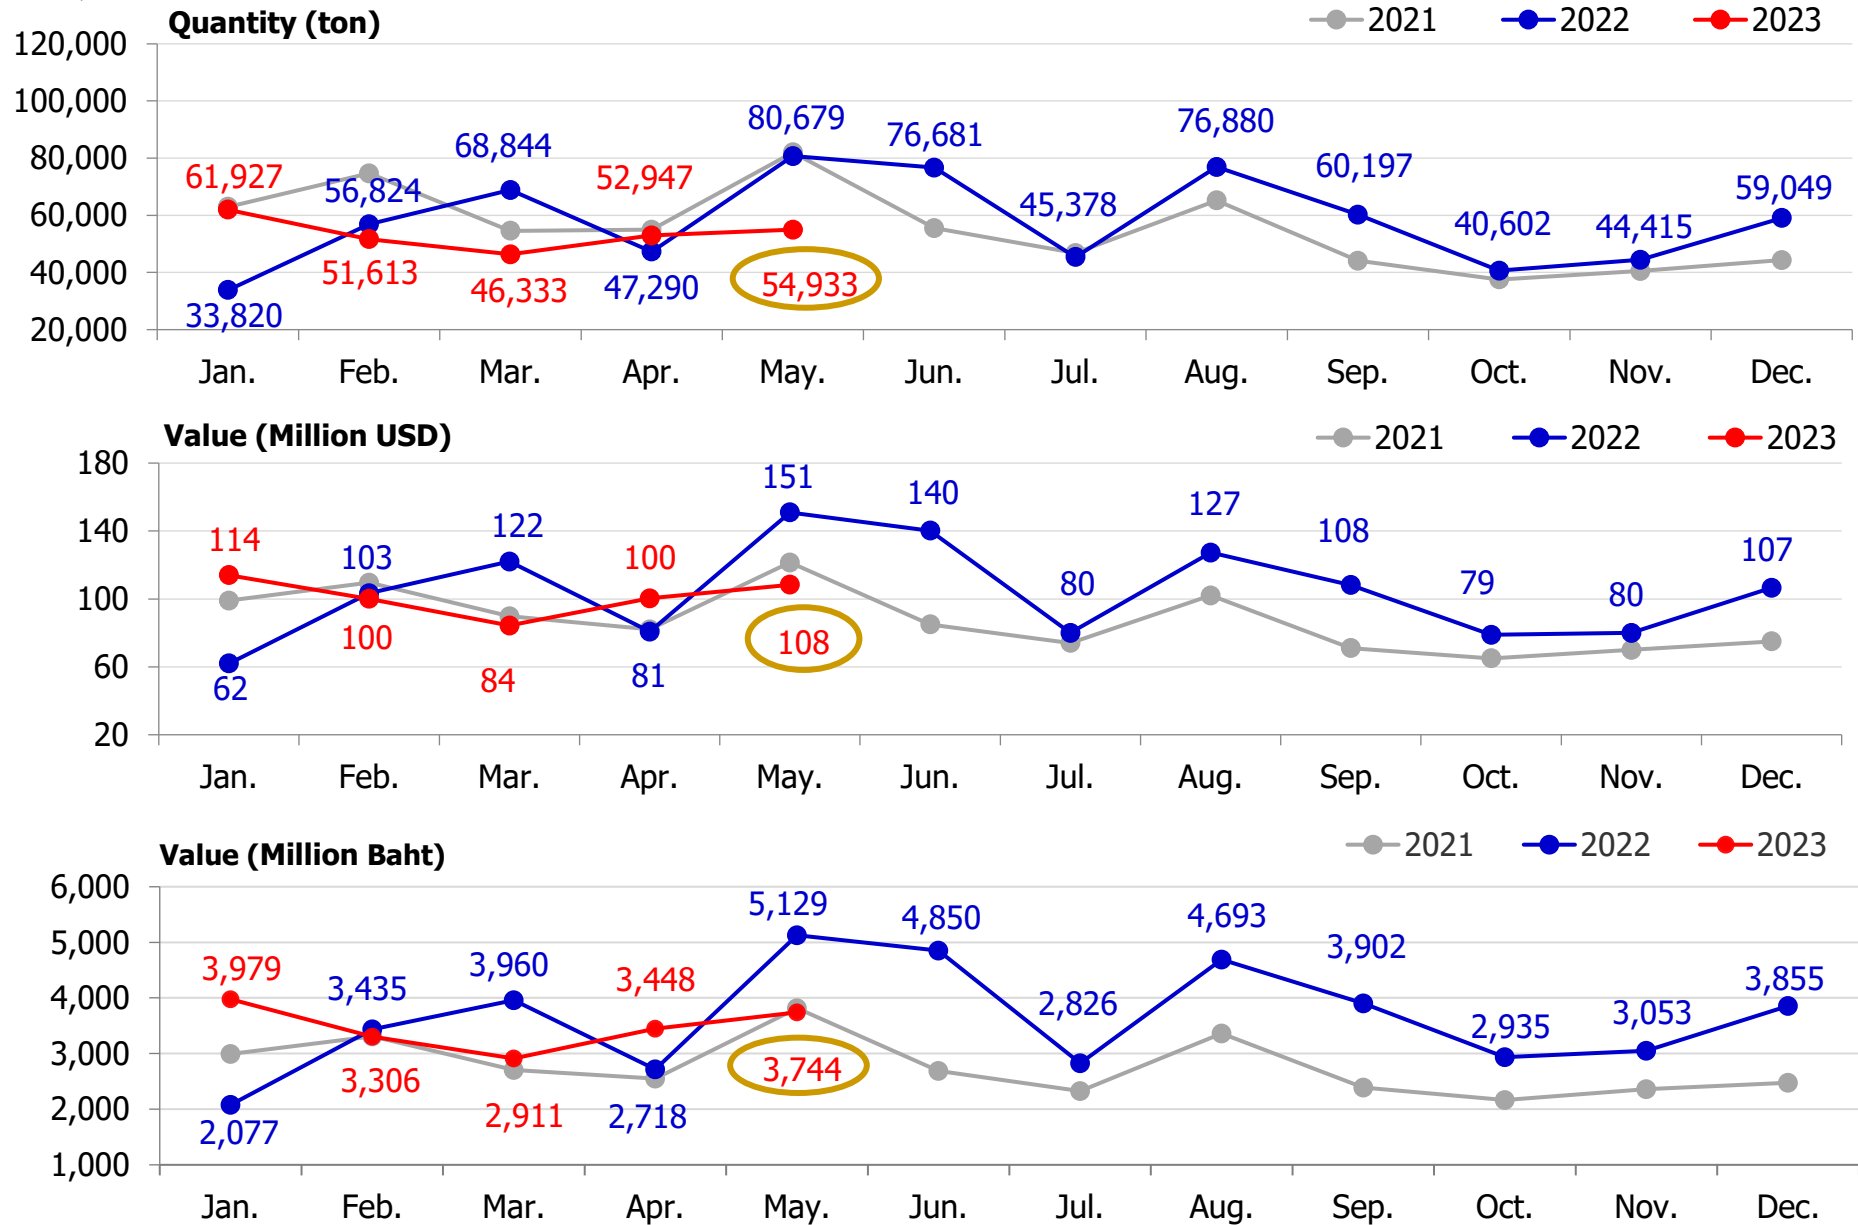 Quantity (ton)
2021 2022 2023
120,000
100,000
80,000
60,000
40,000
20,000
61,927 56,824 68,844 52,947 80,679 76,681 45,378 76,880 60,197 40,602 44,415 59,049
33,820 51,613 46,333 47,290 54,933
Jan. Feb. Mar. Apr. May. Jun. Jul. Aug. Sep. Oct. Nov. Dec.
Value (Million USD)
2021 2022 2023
180
140
100
60
20
114 103 122 100 151 140 80 127 108 79 80 107
62 100 84 81 108
Jan. Feb. Mar. Apr. May. Jun. Jul. Aug. Sep. Oct. Nov. Dec.
Value (Million Baht)
2021 2022 2023
6,000
5,000
4,000
3,000
2,000
1,000
3,979 3,435 3,960 3,448 5,129 4,850 2,826 4,693 3,902 2,935 3,053 3,855
2,077 3,306 2,911 2,718 3,744
Jan. Feb. Mar. Apr. May. Jun. Jul. Aug. Sep. Oct. Nov. Dec.